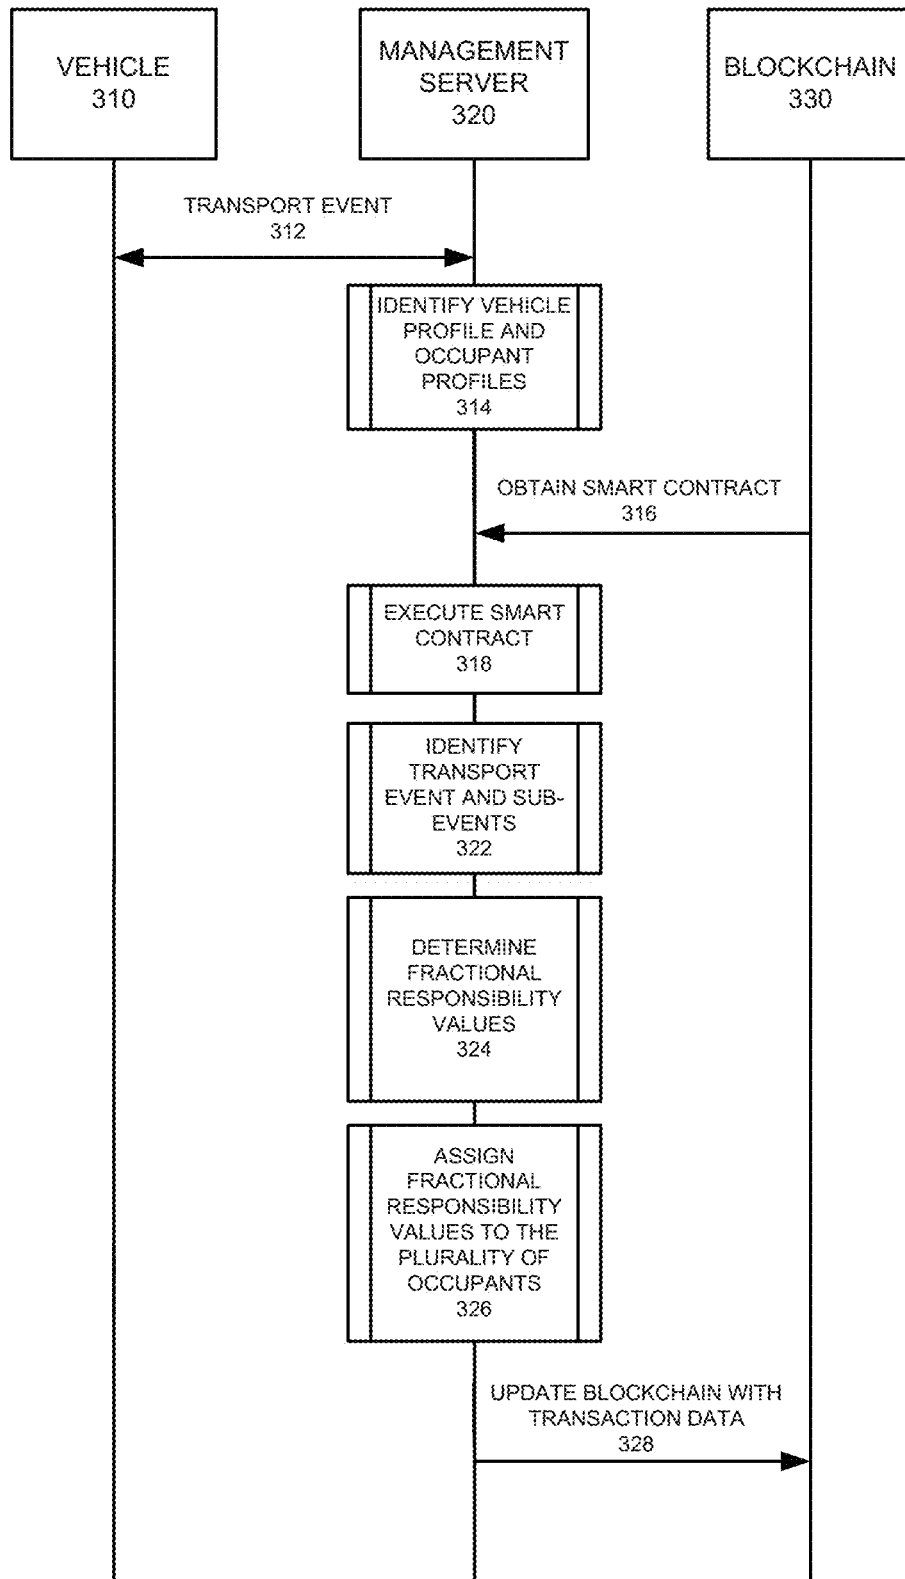 VEHICLE
310
MANAGEMENT
SERVER
320
BLOCKCHAIN
330
TRANSPORT EVENT
312
IDENTIFY VEHICLE
PROFILE AND
OCCUPANT
PROFILES
314
OBTAIN SMART CONTRACT
316
EXECUTE SMART
CONTRACT
318
IDENTIFY
TRANSPORT
EVENT AND SUB-
EVENTS
322
DETERMINE
FRACTIONAL
RESPONSIBILITY
VALUES
324
ASSIGN
FRACTIONAL
RESPONSIBILITY
VALUES TO THE
PLURALITY OF
OCCUPANTS
326
UPDATE BLOCKCHAIN WITH
TRANSACTION DATA
328